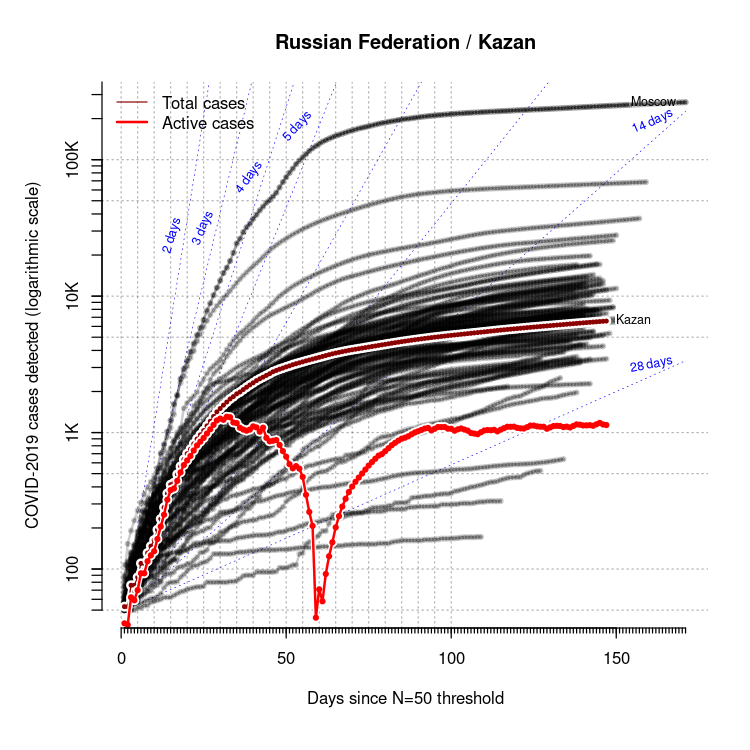 Russian Federation / Kazan
Total cases
Active cases
Moscow
14 days
5 days
4 days
3 days
2 days
Kazan
28 days
COVID-2019 cases detected (logarithmic scale)
100K
10K
1K
100
0
50
100
150
Days since N=50 threshold